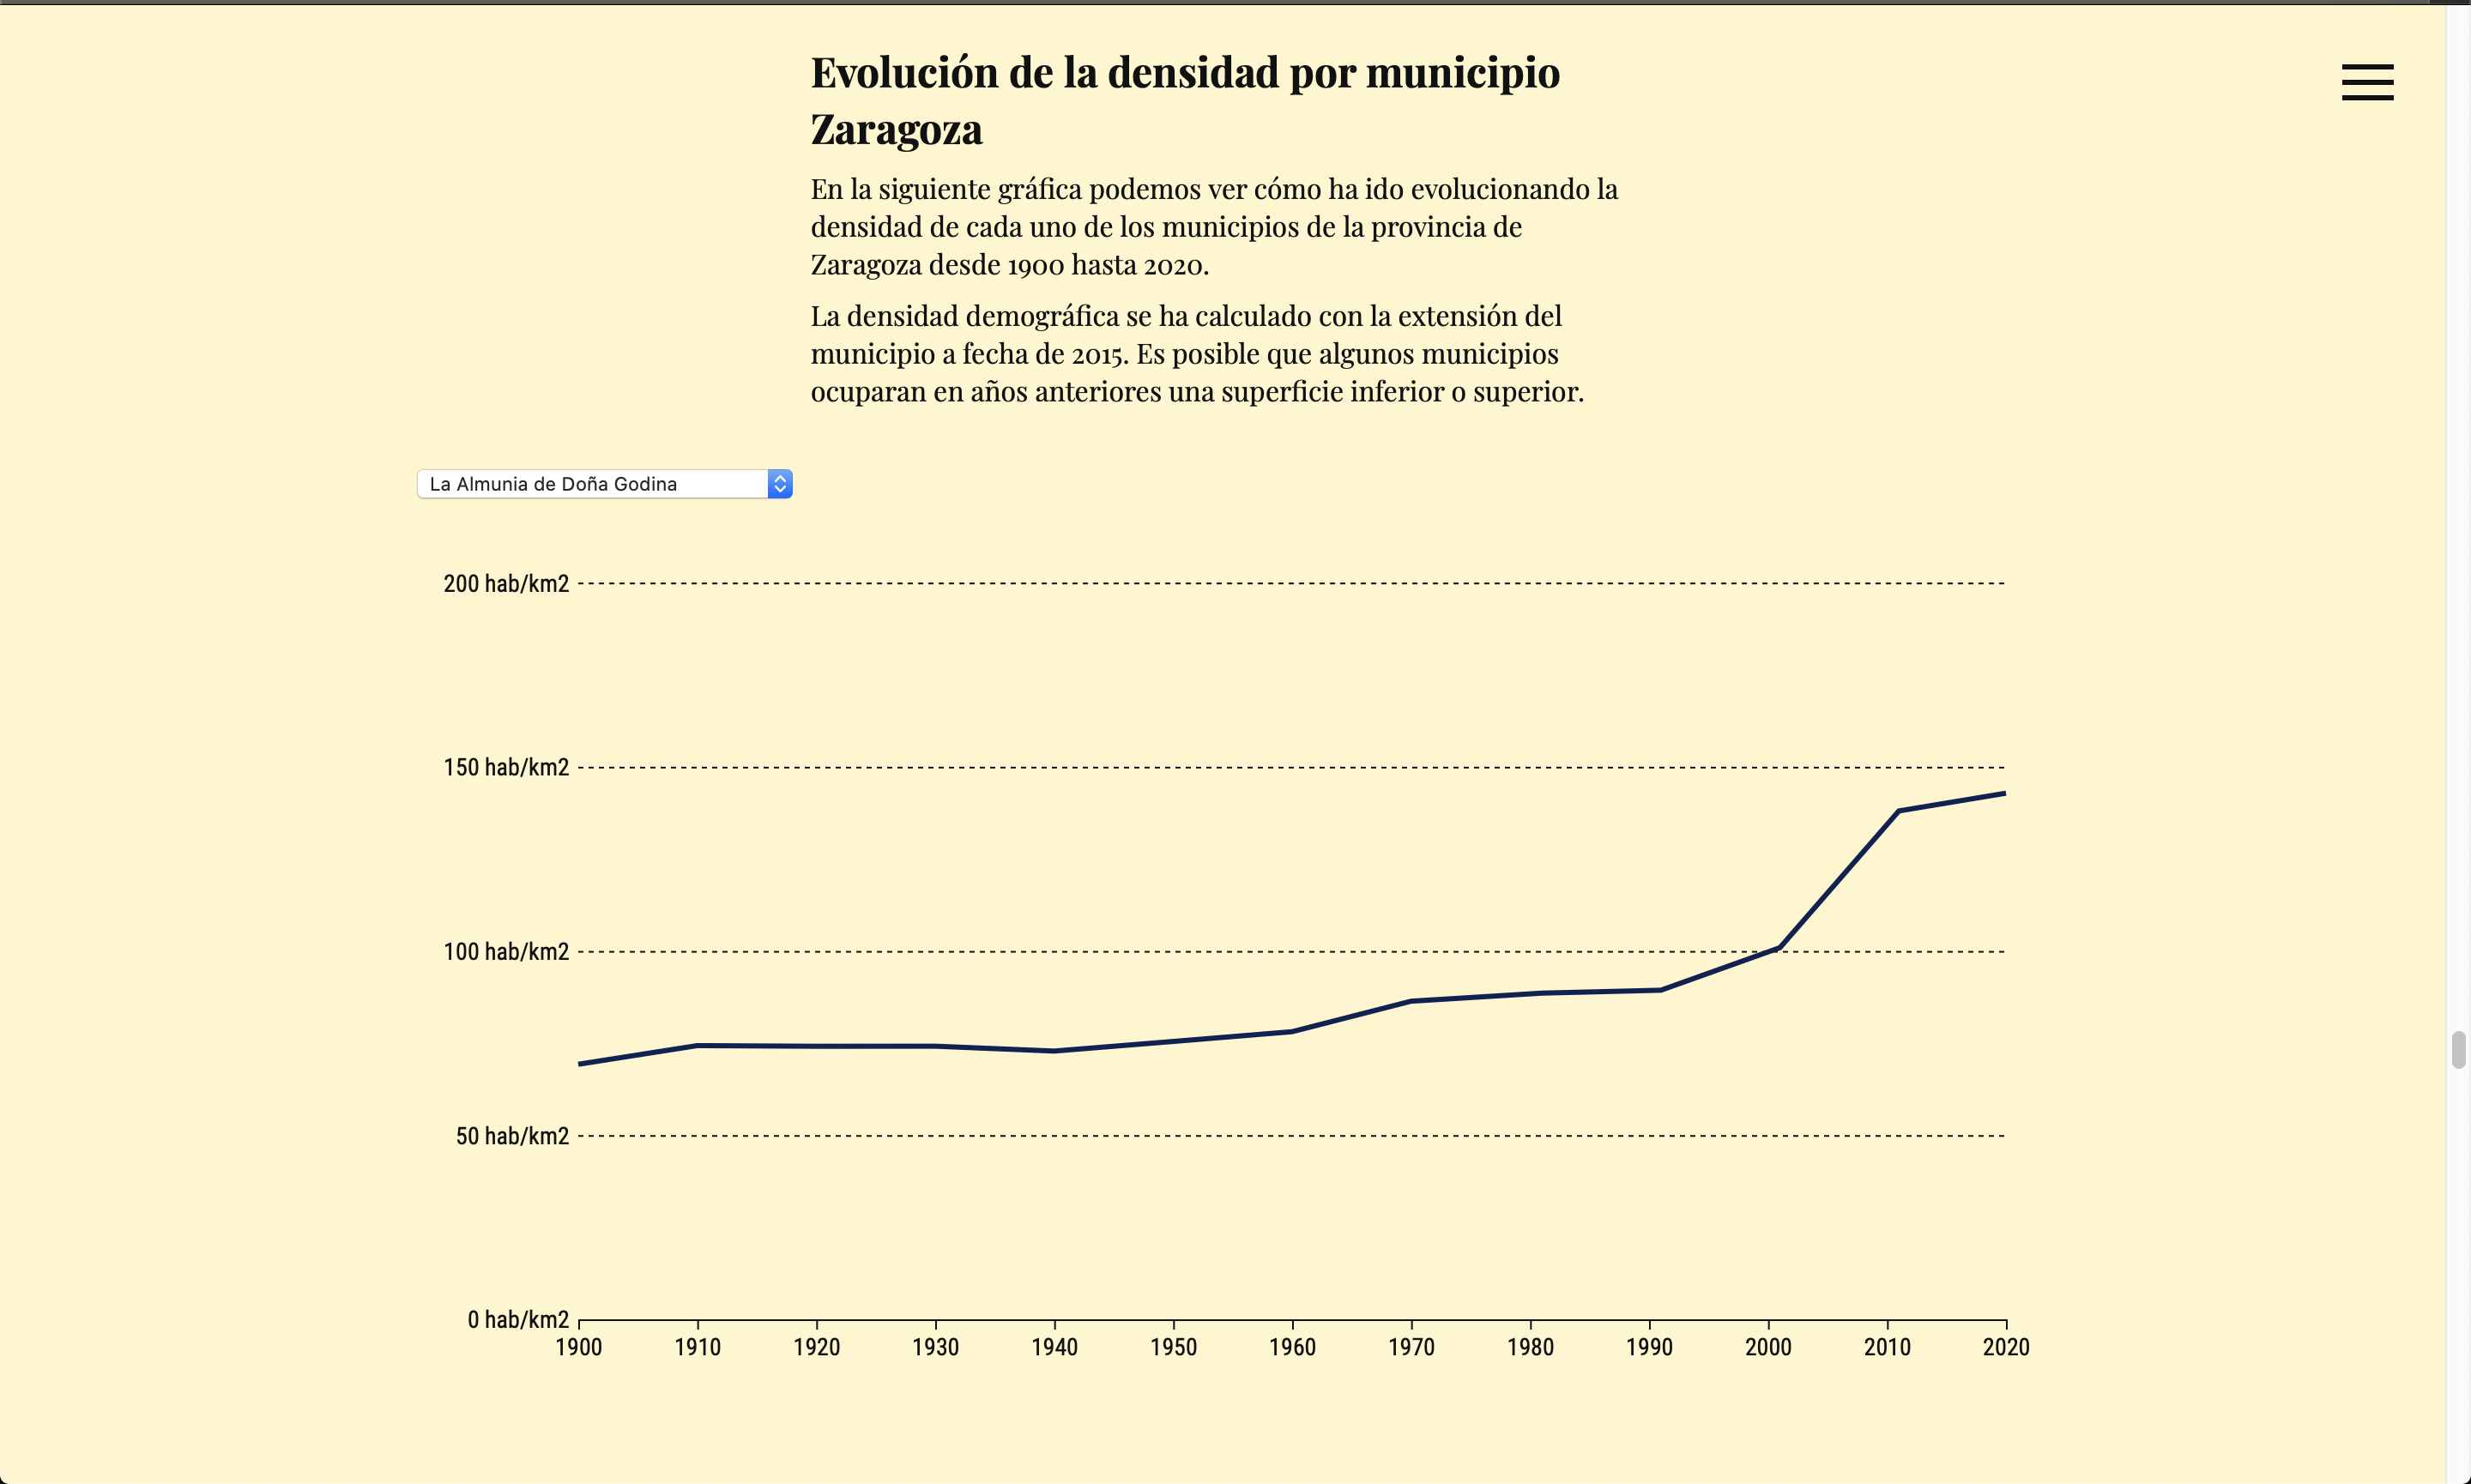 Evolución de la densidad por municipio
Zaragoza
En la siguiente gráfica podemos ver cómo ha ido evolucionando la
densidad de cada uno de los municipios de la provincia de
Zaragoza desde 1900 hasta 2020.
La densidad demográfica se ha calculado con la extensión del
municipio a fecha de 2015. Es posible que algunos municipios
ocuparan en años anteriores una superficie inferior o superior.
La Almunia de Doña Godina
200 hab/km2
150 hab/km2
100 hab/km2
50 hab/km2
0 hab/km2
1900 1910 1920 1930 1940 1950 1960 1970 1980 1990 2000 2010 2020